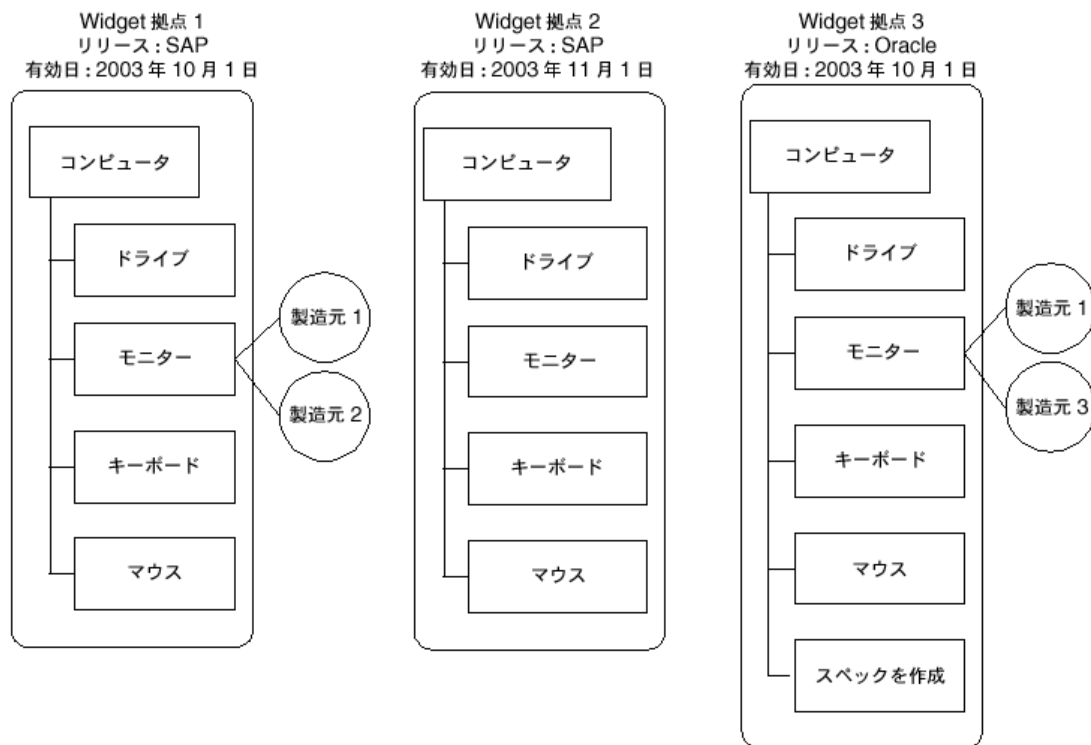 Widget 拠点 1
リリース : SAP
有効日 : 2003 年 10 月 1 日
コンピュータ
ドライブ
モニター
製造元 1
製造元 2
キーボード
マウス
Widget 拠点 2
リリース : SAP
有効日 : 2003 年 11 月 1 日
コンピュータ
ドライブ
モニター
キーボード
マウス
Widget 拠点 3
リリース : Oracle
有効日 : 2003 年 10 月 1 日
コンピュータ
ドライブ
モニター
製造元 1
製造元 3
キーボード
マウス
スペックを作成